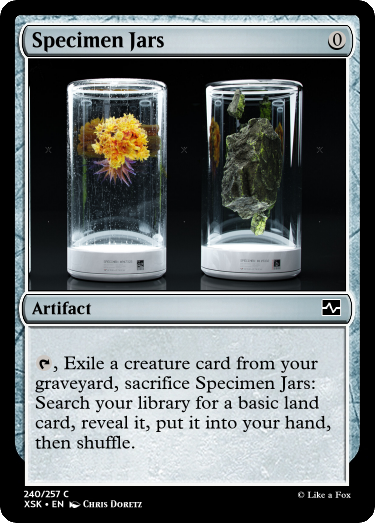 Specimen Jars 0
Artifact
, Exile a creature card from your
graveyard, sacrifice Specimen Jars:
Search your library for a basic land
card, reveal it, put it into your hand,
then shuffle.
240/257 C
XSK • EN Chris Doretz
© Like a Fox